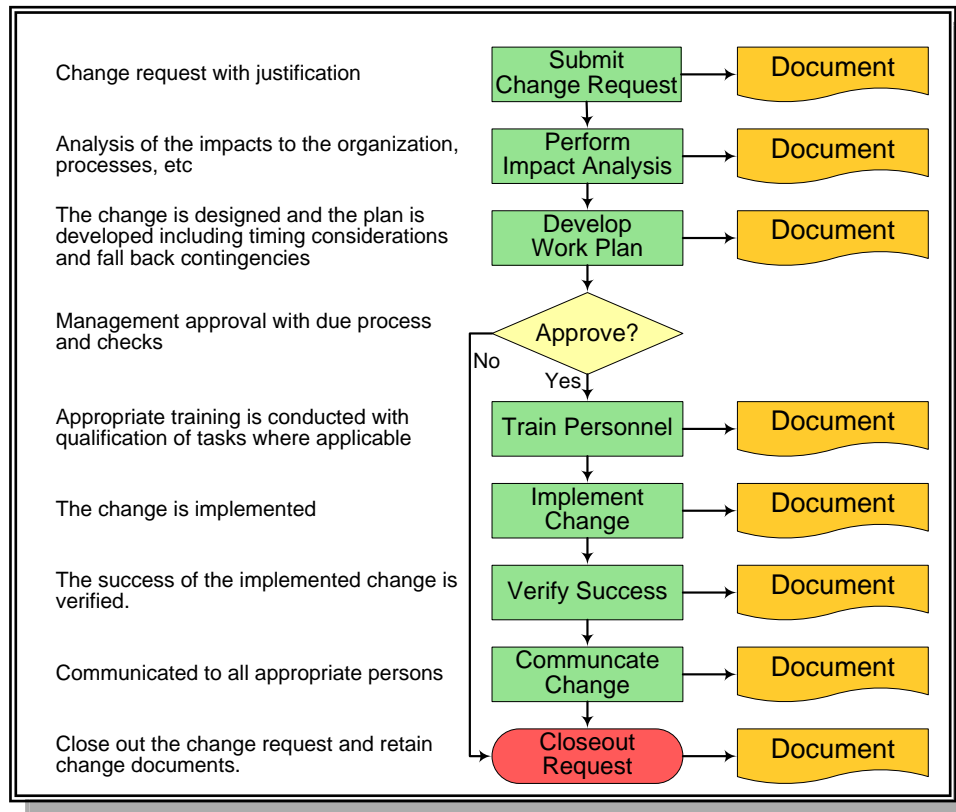 Change request with justification
Submit
Change Request
Document
Analysis of the impacts to the organization,
processes, etc
Perform
Impact Analysis
Document
The change is designed and the plan is
developed including timing considerations
and fall back contingencies
Develop
Work Plan
Document
Management approval with due process
and checks
Approve?
No
Yes
Appropriate training is conducted with
qualification of tasks where applicable
Train Personnel
Document
The change is implemented
Implement
Change
Document
The success of the implemented change is
verified.
Verify Success
Document
Communicated to all appropriate persons
Communcate
Change
Document
Close out the change request and retain
change documents.
Closeout
Request
Document